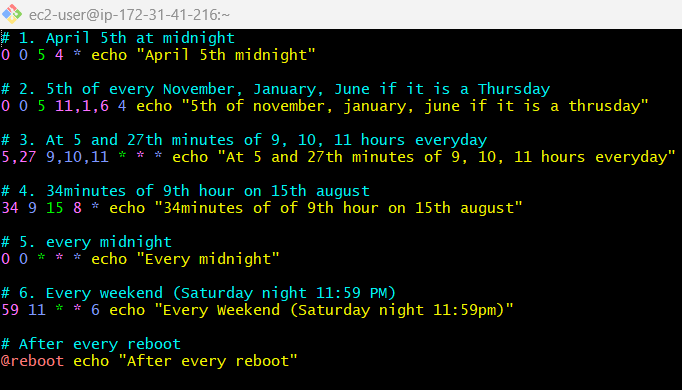 ec2-user@ip-172-31-41-216:~
# 1. April 5th at midnight
0 0 5 4 * echo "April 5th midnight"
# 2. 5th of every November, January, June if it is a Thursday
0 0 5 11,1,6 4 echo "5th of november, january, june if it is a thrusday"
# 3. At 5 and 27th minutes of 9, 10, 11 hours everyday
5,27 9,10,11 * * * echo "At 5 and 27th minutes of 9, 10, 11 hours everyday"
# 4. 34minutes of 9th hour on 15th august
34 9 15 8 * echo "34minutes of of 9th hour on 15th august"
# 5. every midnight
0 0 * * * echo "Every midnight"
# 6. Every weekend (Saturday night 11:59 PM)
59 11 * * 6 echo "Every Weekend (Saturday night 11:59pm)"
# After every reboot
@reboot echo "After every reboot"